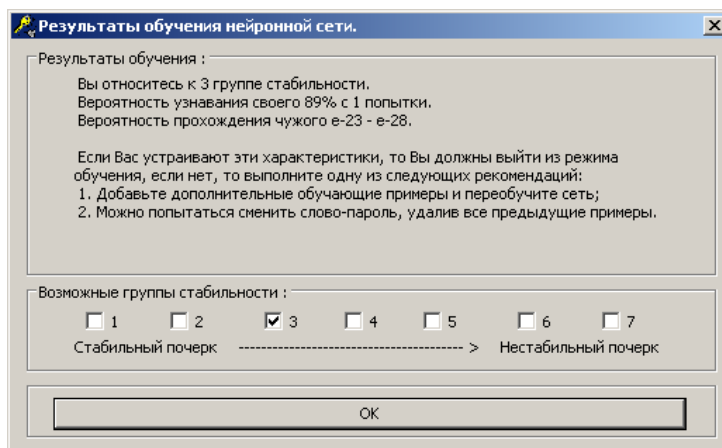 Результаты обучения нейронной сети.
Результаты обучения :
Вы относитесь к 3 группе стабильности.
Вероятность узнавания своего 89% с 1 попытки.
Вероятность прохождения чужого е-23 - е-28.
Если Вас устраивают эти характеристики, то Вы должны выйти из режима
обучения, если нет, то выполните одну из следующих рекомендаций:
1. Добавьте дополнительные обучающие примеры и переобучите сеть;
2. Можно попытаться сменить слово-пароль, удалив все предыдущие примеры.
Возможные группы стабильности :
1 2 3 4 5 6 7
Стабильный почерк ---------------------------------------- > Нестабильный почерк
OK